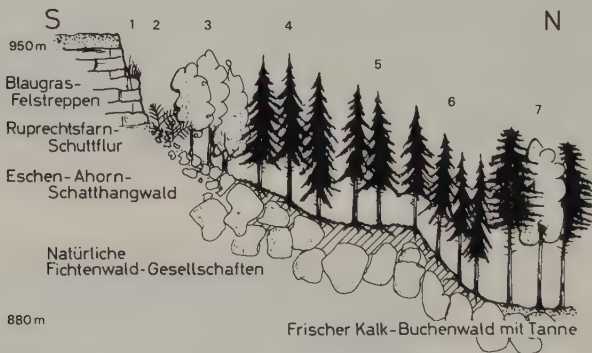 S
N
1 2 3 4 5 6 7
950 m
Blaugras-
Felstreppen
Ruprechtsfarn-
Schuttflur
Eschen-Ahorn-
Schatthangwald
Natürliche
Fichtenwald-Gesellschaften
880 m
Frischer Kalk-Buchenwald mit Tanne